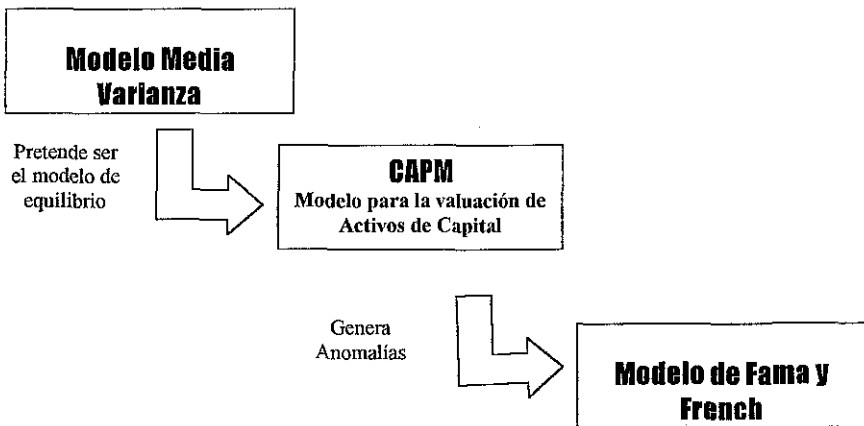 Modelo Media
Varianza
Pretende ser
el modelo de
equilibrio
CAPM
Modelo para la valuación de
Activos de Capital
Genera
Anomalías
Modelo de Fama y
French